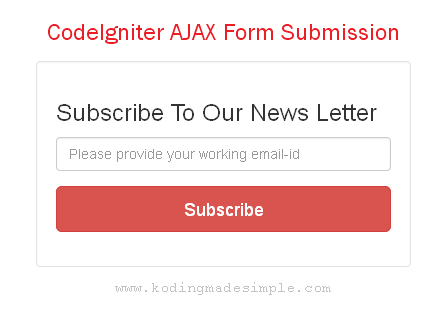 CodeIgniter AJAX Form Submission
Subscribe To Our News Letter
Please provide your working email-id
Subscribe
www.kodingmadesimple.com